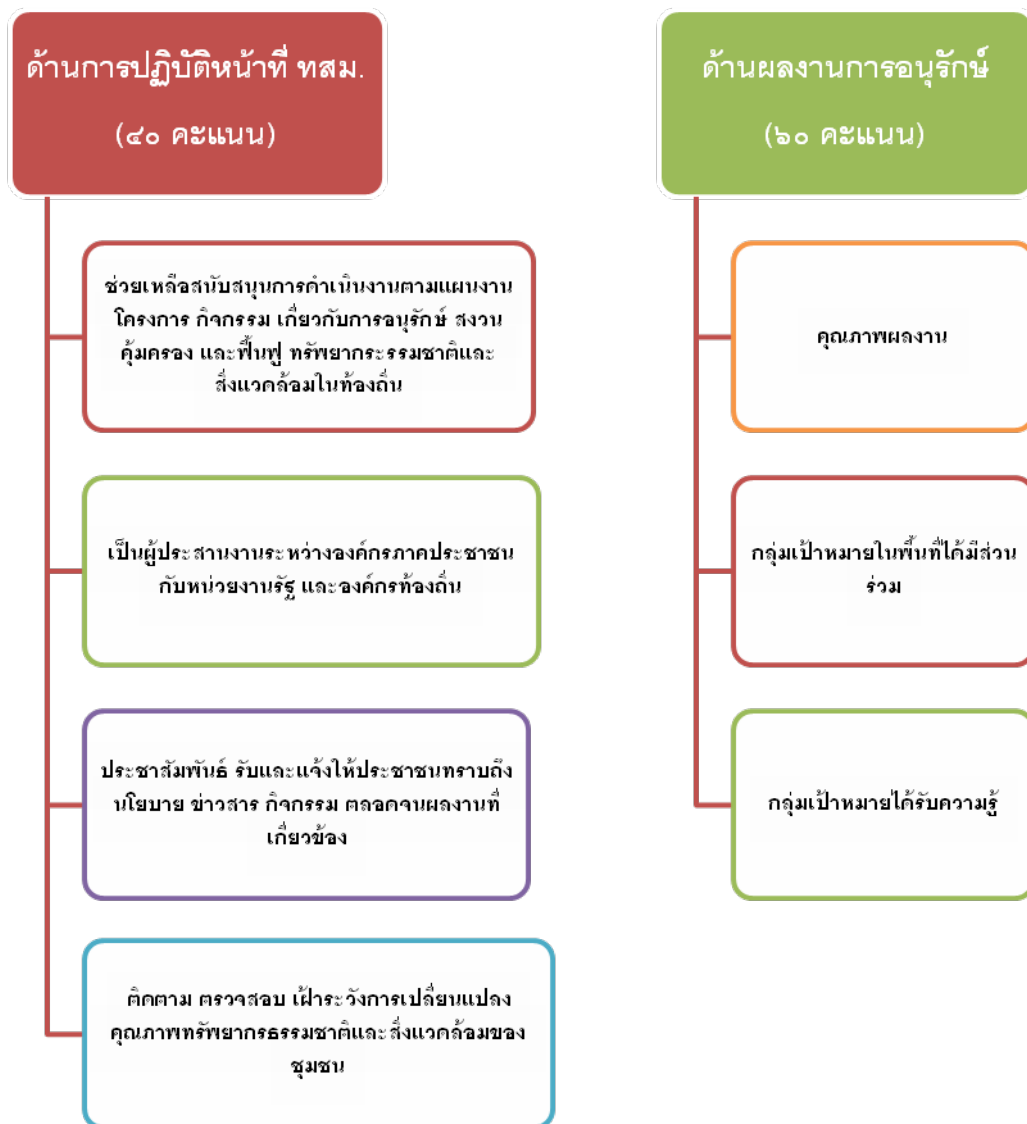 ด้านการปฏิบัติหน้าที่ ทสม.
(๔๐ คะแนน)
ช่วยเหลือสนับสนุนการดำเนินงานตามแผนงาน
โครงการ กิจกรรม เกี่ยวกับการอนุรักษ์ สงวน
คุ้มครอง และฟื้นฟู ทรัพยากระรรมชาติและ
สิ่งแวดล้อมในท้องถิ่น
เป็นผู้ประสานงานระหว่างองค์กรภาคประชาชน
กับหน่วยงานรัฐ และองค์กรท้องถิ่น
ประชาสัมพันธ์ รับและแจ้งให้ประชาชนทราบถึง
นโยบาย ข่าวสาร กิจกรรม ตลอดจนผลงานที่
เกี่ยวข้อง
ติดตาม ตรวจสอบ เฝ้าระวังการเปลี่ยนแปลง
คุณภาพทรัพยากรธรรมชาติและสิ่งแวดล้อมของ
ชุมชน
ด้านผลงานการอนุรักษ์
(๖๐ คะแนน)
คุณภาพผลงาน
กลุ่มเป้าหมายในพื้นที่ได้มีส่วน
ร่วม
กลุ่มเป้าหมายได้รับความรู้